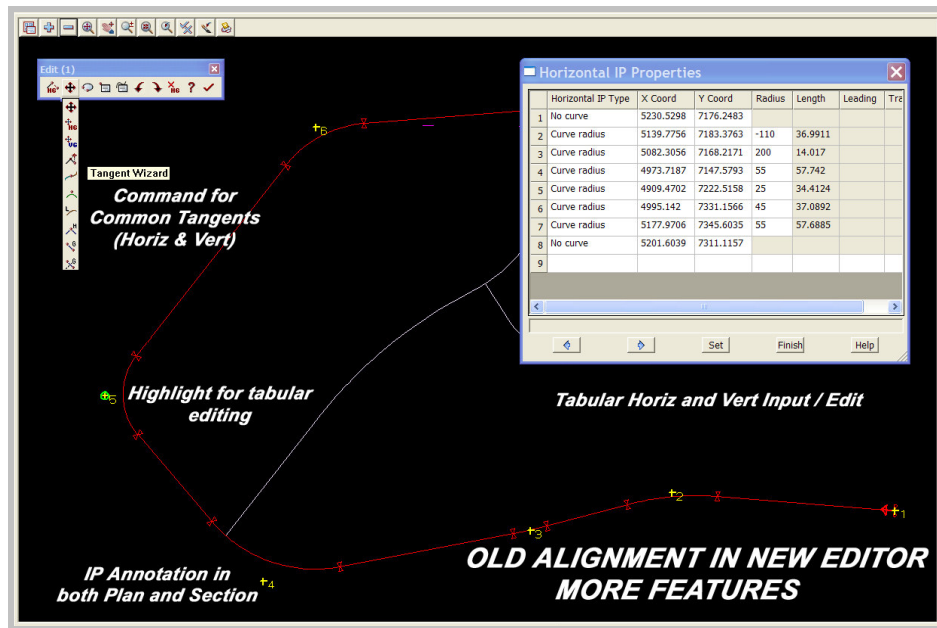 Edit (1)
HG
HG
?
HG
VG
Tangent Wizard
Command for
Common Tangents
(Horiz & Vert)
6
Horizontal IP Properties
Horizontal IP Type X Coord Y Coord Radius Length Leading Tra
1 No curve 5230.5298 7176.2483
2 Curve radius 5139.7756 7183.3763 -110 36.9911
3 Curve radius 5082.3056 7168.2171 200 14.017
4 Curve radius 4973.7187 7147.5793 55 57.742
5 Curve radius 4909.4702 7222.5158 25 34.4124
6 Curve radius 4995.142 7331.1566 45 37.0892
7 Curve radius 5177.9706 7345.6035 55 57.6885
8 No curve 5201.6039 7311.1157
9
Set Finish Help
5
Highlight for tabular
editing
Tabular Horiz and Vert Input / Edit
2
1
3
4
OLD ALIGNMENT IN NEW EDITOR
MORE FEATURES
IP Annotation in
both Plan and Section